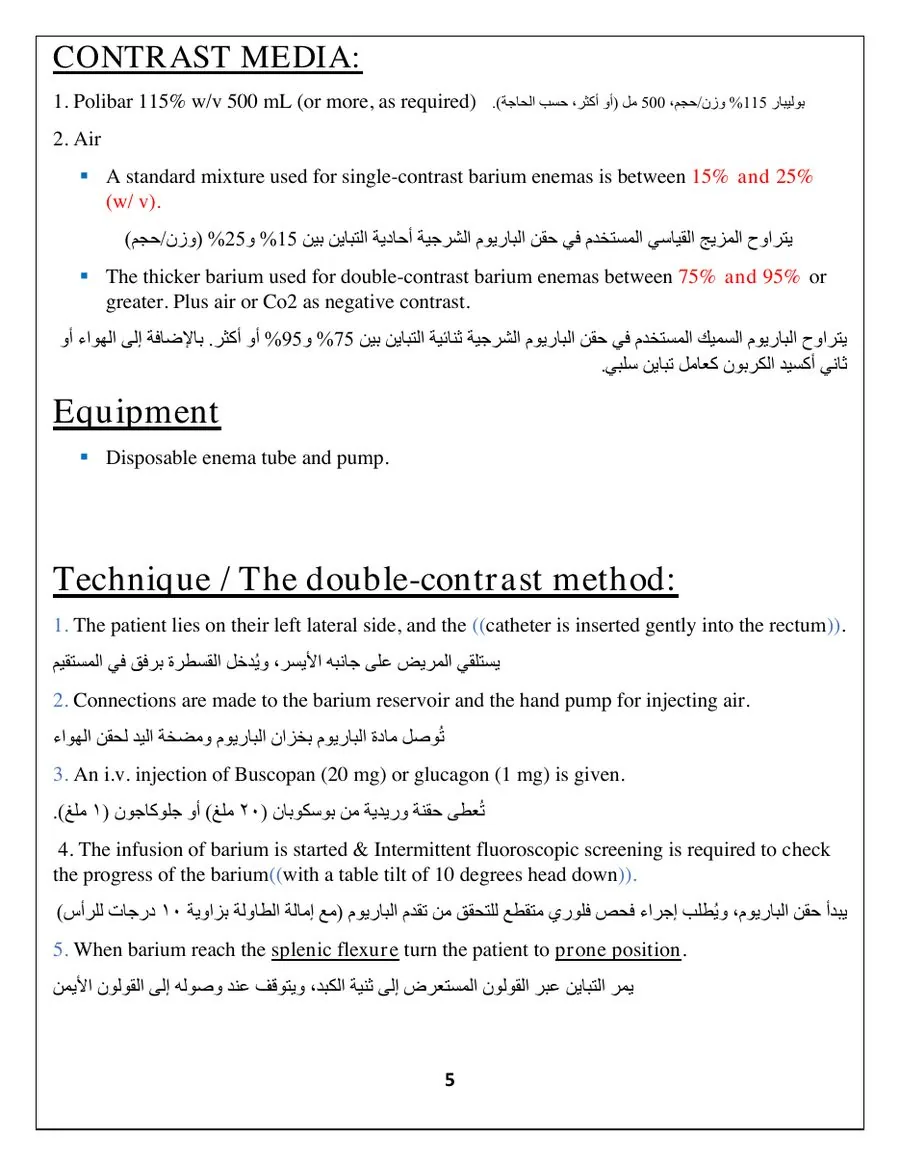 CONTRAST MEDIA:
1. Polibar 115% w/v 500 mL (or more, as required) بوليبار 115% وزن/حجم، 500 مل (أو أكثر، حسب الحاجة).
2. Air
▪ A standard mixture used for single-contrast barium enemas is between 15% and 25%
(w/ v).
يتراوح المزيج القياسي المستخدم في حقن الباريوم الشرجية أحادية التباين بين 15% و25% (وزن/حجم)
▪ The thicker barium used for double-contrast barium enemas between 75% and 95% or
greater. Plus air or Co2 as negative contrast.
يتراوح الباريوم السميك المستخدم في حقن الباريوم الشرجية ثنائية التباين بين 75% و95% أو أكثر. بالإضافة إلى الهواء أو
ثاني أكسيد الكربون كعامل تباين سلبي.
Equipment
▪ Disposable enema tube and pump.
Technique / The double-contrast method:
1. The patient lies on their left lateral side, and the ((catheter is inserted gently into the rectum)).
يستلقي المريض على جانبه الأيسر، ويُدخل القسطرة برفق في المستقيم
2. Connections are made to the barium reservoir and the hand pump for injecting air.
تُوصل مادة الباريوم بخزان الباريوم ومضخة اليد لحقن الهواء
3. An i.v. injection of Buscopan (20 mg) or glucagon (1 mg) is given.
تُعطى حقنة وريدية من بوسكوبان (٢٠ ملغ) أو جلوكاجون (١ ملغ).
4. The infusion of barium is started & Intermittent fluoroscopic screening is required to check
the progress of the barium((with a table tilt of 10 degrees head down)).
يبدأ حقن الباريوم، ويُطلب إجراء فحص فلوري متقطع للتحقق من تقدم الباريوم (مع إمالة الطاولة بزاوية ١٠ درجات للرأس)
5. When barium reach the splenic flexure turn the patient to prone position.
يمر التباين عبر القولون المستعرض إلى ثنية الكبد، ويتوقف عند وصوله إلى القولون الأيمن
5